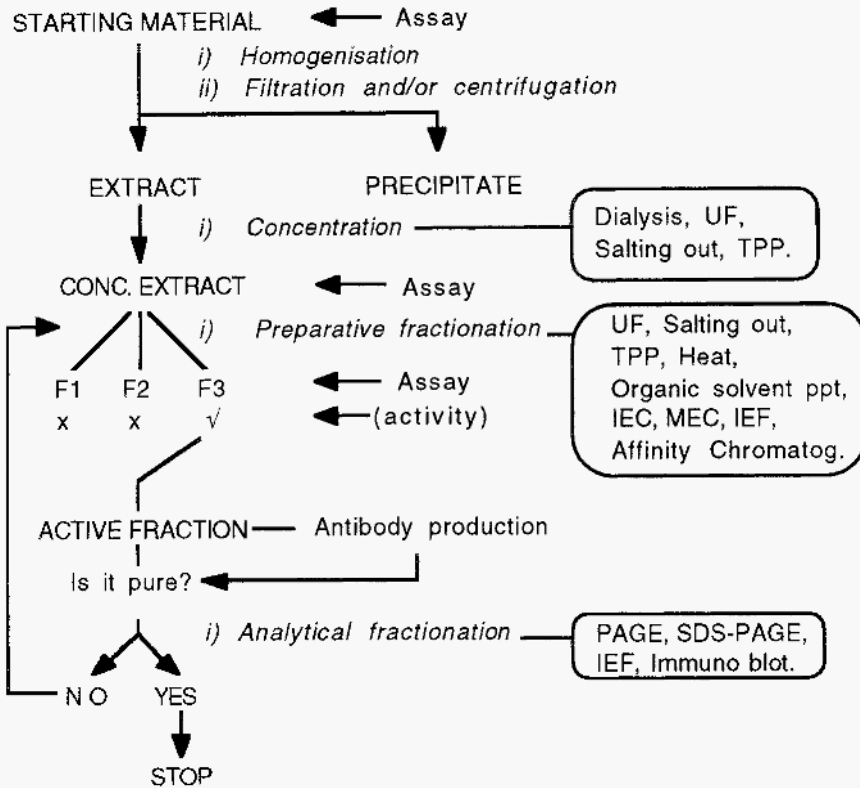 STARTING MATERIAL
Assay
i) Homogenisation
ii) Filtration and/or centrifugation
EXTRACT
PRECIPITATE
i) Concentration
Dialysis, UF,
Salting out, TPP.
CONC. EXTRACT
Assay
i) Preparative fractionation
UF, Salting out,
TPP, Heat,
Organic solvent ppt,
IEC, MEC, IEF,
Affinity Chromatog.
F1 F2 F3
Assay
x x √
(activity)
ACTIVE FRACTION
Antibody production
Is it pure?
i) Analytical fractionation
PAGE, SDS-PAGE,
IEF, Immuno blot.
N O
YES
STOP